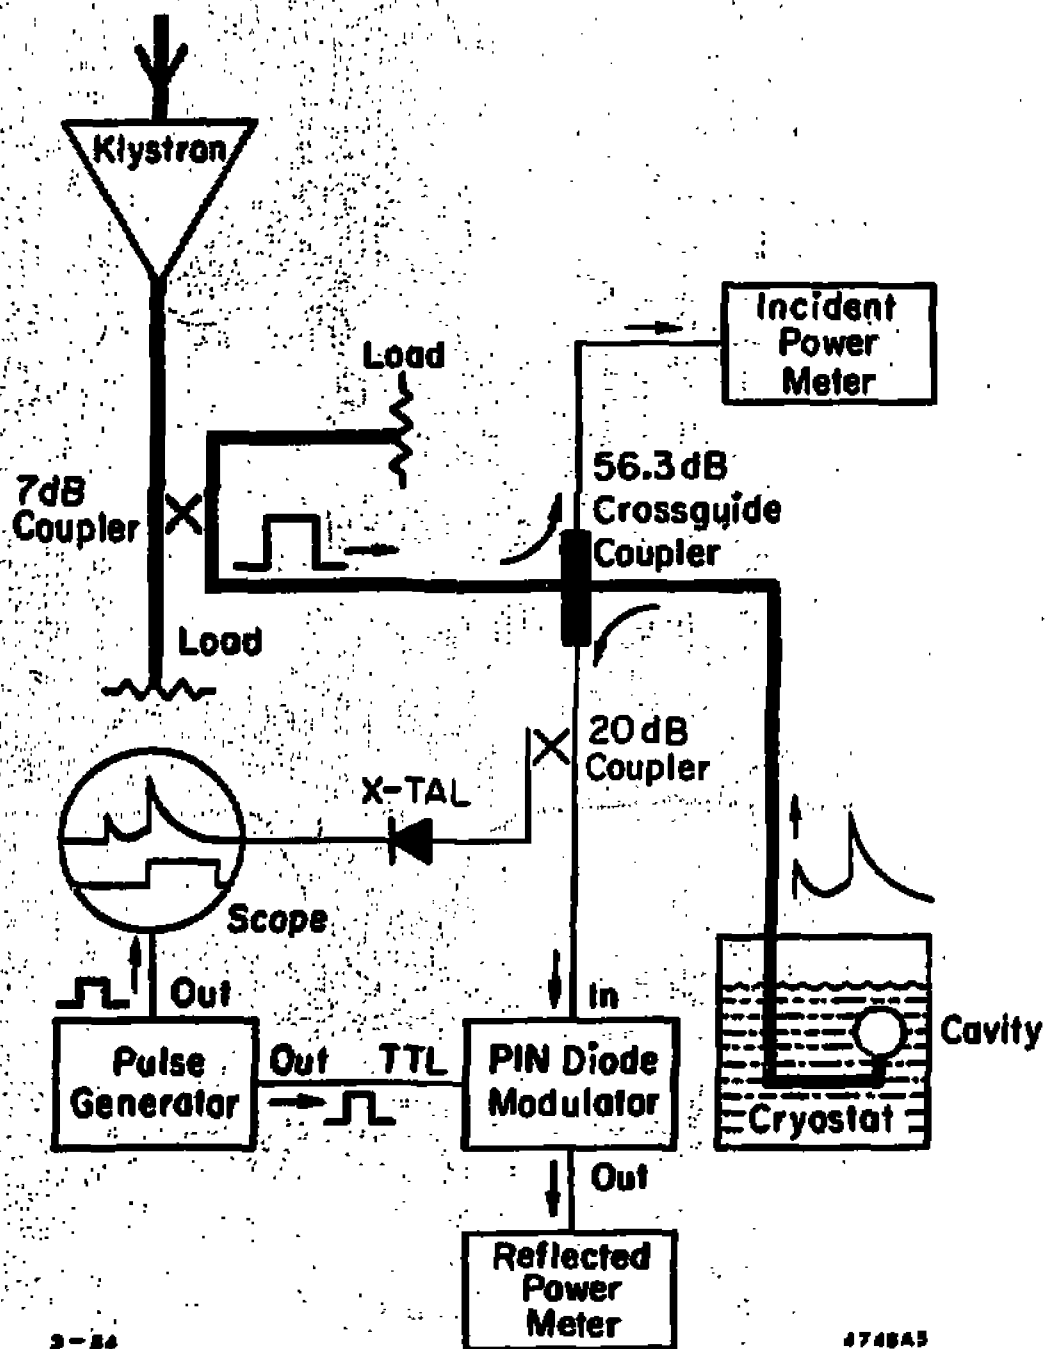 Klystron
Incident
Power
Meter
Load
7dB
Coupler
56.3dB
Crossguide
Coupler
Load
20dB
Coupler
X-TAL
Scope
Out
In
Pulse
Generator
Out TTL
PIN Diode
Modulator
Cavity
Cryostat
Out
Reflected
Power
Meter